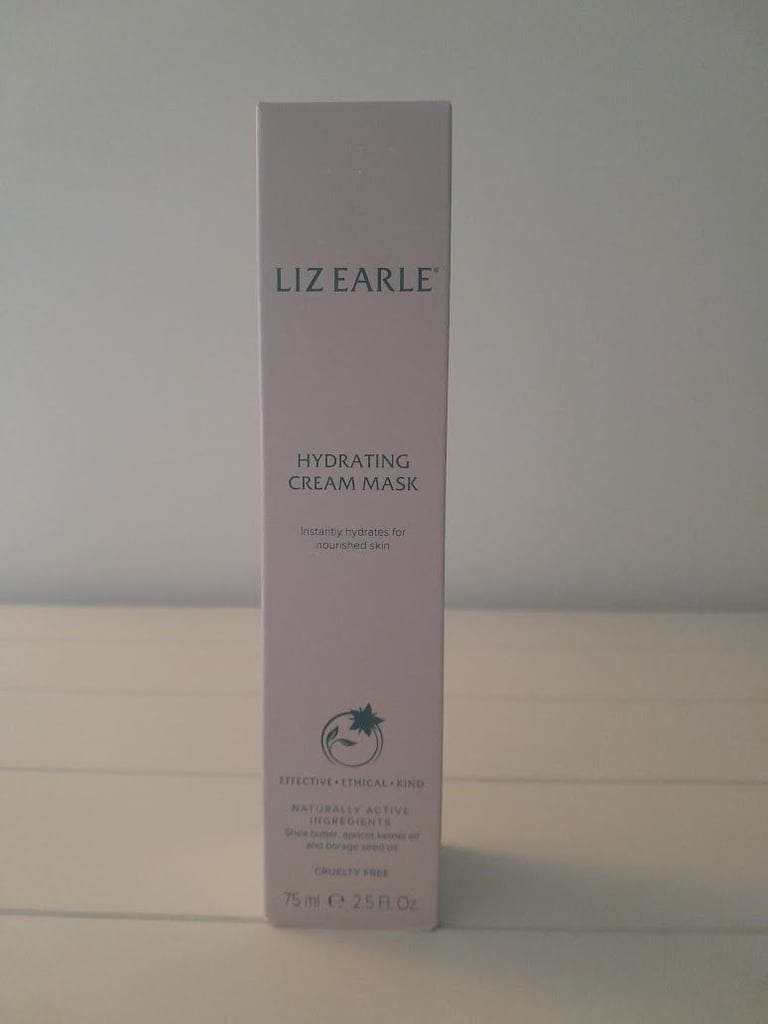 LIZ EARLE®
HYDRATING
CREAM MASK
Instantly hydrates for
nourished skin
EFFECTIVE • ETHICAL • KIND
NATURALLY ACTIVE
INGREDIENTS
Shea butter, apricot kernel oil
and borage seed oil
CRUELTY FREE
75 ml ℮ 2.5 Fl. Oz.